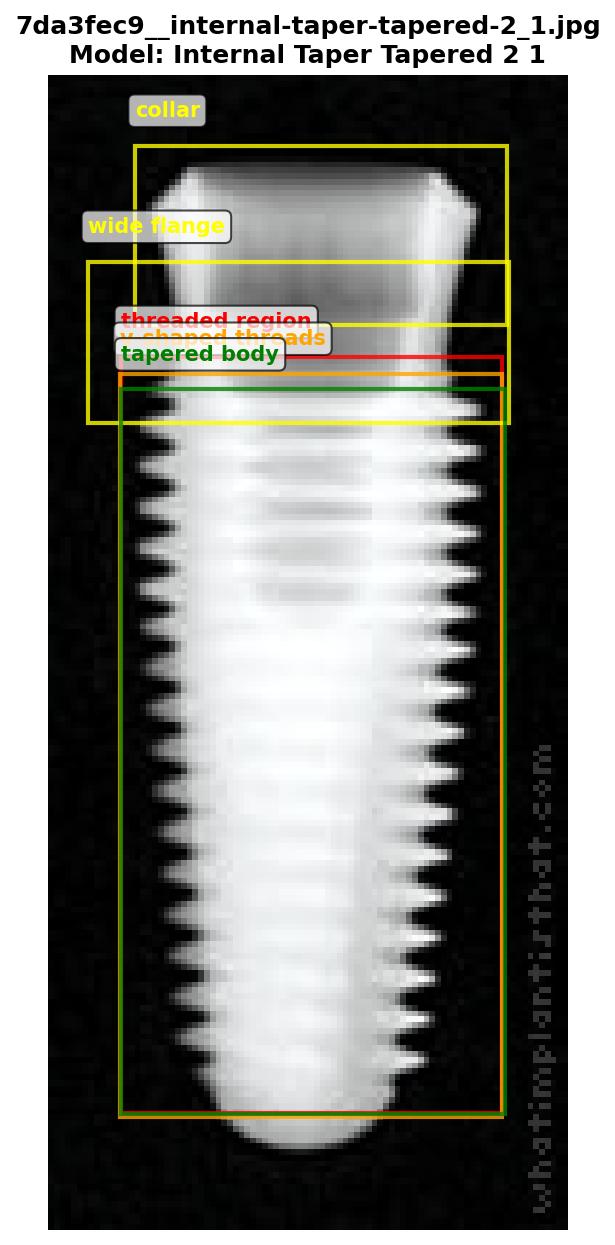 7da3fec9__internal-taper-tapered-2_1.jpg
Model: Internal Taper Tapered 2 1
collar
wide flange
threaded region
v-shaped threads
tapered body
whatimplantisthat.com